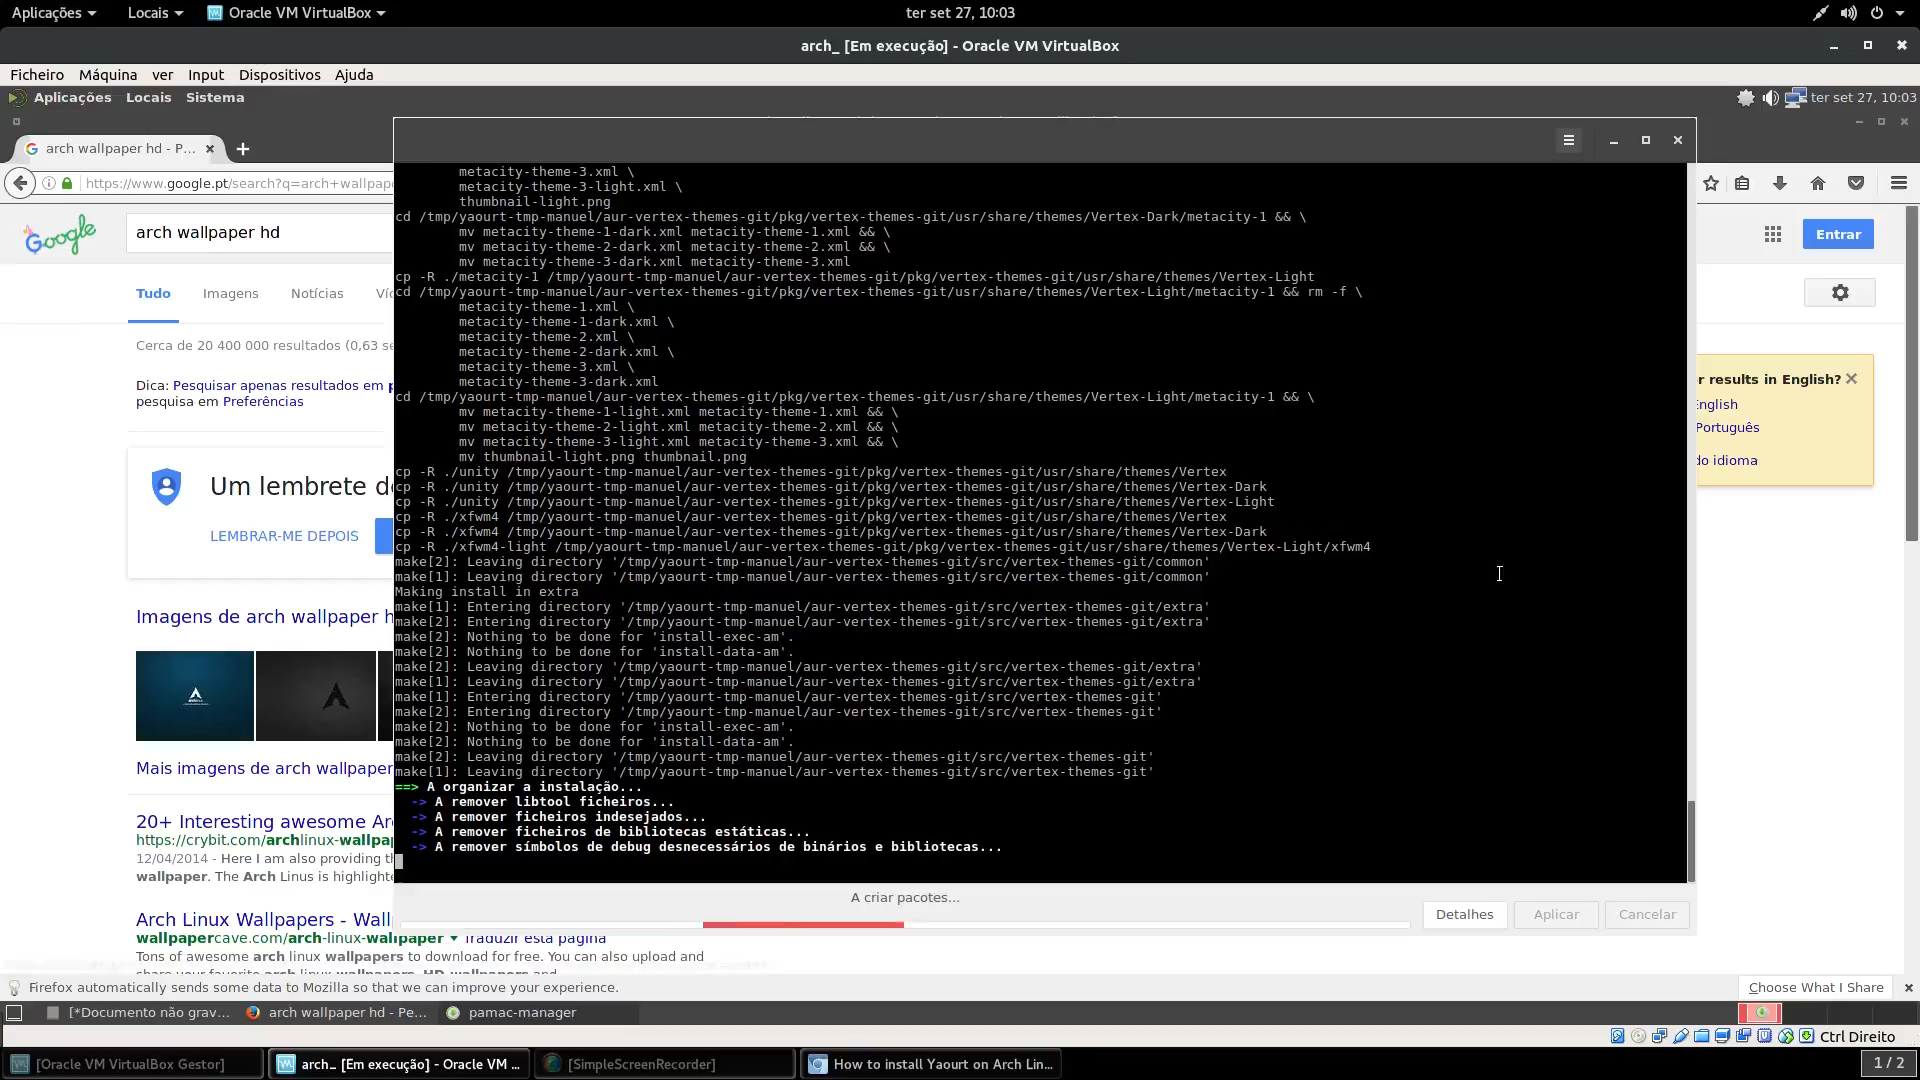 Aplicações
Locais
Oracle VM VirtualBox
ter set 27, 10:03
arch_ [Em execução] - Oracle VM VirtualBox
Ficheiro Máquina ver Input Dispositivos Ajuda
Aplicações Locais Sistema
ter set 27, 10:03
arch wallpaper hd - P...
https://www.google.pt/search?q=arch+wallpap
Google
arch wallpaper hd
Entrar
Tudo Imagens Notícias Ví
Cerca de 20 400 000 resultados (0,63 se
Dica: Pesquisar apenas resultados em p
pesquisa em Preferências
Um lembrete d
LEMBRAR-ME DEPOIS
r results in English?
English
Português
do idioma
Imagens de arch wallpaper h
Mais imagens de arch wallpaper
20+ Interesting awesome Ar
https://crybit.com/archlinux-wallpap
12/04/2014 - Here I am also providing th
wallpaper. The Arch Linus is highlighte
Arch Linux Wallpapers - Wall
wallpapercave.com/arch-linux-wallpaper Traduzir esta página
Tons of awesome arch linux wallpapers to download for free. You can also upload and
share your favorite arch linux wallpapers. HD wallpapers and
metacity-theme-3.xml \
metacity-theme-3-light.xml \
thumbnail-light.png
cd /tmp/yaourt-tmp-manuel/aur-vertex-themes-git/pkg/vertex-themes-git/usr/share/themes/Vertex-Dark/metacity-1 && \
mv metacity-theme-1-dark.xml metacity-theme-1.xml && \
mv metacity-theme-2-dark.xml metacity-theme-2.xml && \
mv metacity-theme-3-dark.xml metacity-theme-3.xml
cp -R ./metacity-1 /tmp/yaourt-tmp-manuel/aur-vertex-themes-git/pkg/vertex-themes-git/usr/share/themes/Vertex-Light
cd /tmp/yaourt-tmp-manuel/aur-vertex-themes-git/pkg/vertex-themes-git/usr/share/themes/Vertex-Light/metacity-1 && rm -f \
metacity-theme-1.xml \
metacity-theme-1-dark.xml \
metacity-theme-2.xml \
metacity-theme-2-dark.xml \
metacity-theme-3.xml \
metacity-theme-3-dark.xml
cd /tmp/yaourt-tmp-manuel/aur-vertex-themes-git/pkg/vertex-themes-git/usr/share/themes/Vertex-Light/metacity-1 && \
mv metacity-theme-1-light.xml metacity-theme-1.xml && \
mv metacity-theme-2-light.xml metacity-theme-2.xml && \
mv metacity-theme-3-light.xml metacity-theme-3.xml && \
mv thumbnail-light.png thumbnail.png
cp -R ./unity /tmp/yaourt-tmp-manuel/aur-vertex-themes-git/pkg/vertex-themes-git/usr/share/themes/Vertex
cp -R ./unity /tmp/yaourt-tmp-manuel/aur-vertex-themes-git/pkg/vertex-themes-git/usr/share/themes/Vertex-Dark
cp -R ./unity /tmp/yaourt-tmp-manuel/aur-vertex-themes-git/pkg/vertex-themes-git/usr/share/themes/Vertex-Light
cp -R ./xfwm4 /tmp/yaourt-tmp-manuel/aur-vertex-themes-git/pkg/vertex-themes-git/usr/share/themes/Vertex
cp -R ./xfwm4 /tmp/yaourt-tmp-manuel/aur-vertex-themes-git/pkg/vertex-themes-git/usr/share/themes/Vertex-Dark
cp -R ./xfwm4-light /tmp/yaourt-tmp-manuel/aur-vertex-themes-git/pkg/vertex-themes-git/usr/share/themes/Vertex-Light/xfwm4
make[2]: Leaving directory '/tmp/yaourt-tmp-manuel/aur-vertex-themes-git/src/vertex-themes-git/common'
make[1]: Leaving directory '/tmp/yaourt-tmp-manuel/aur-vertex-themes-git/src/vertex-themes-git/common'
Making install in extra
make[1]: Entering directory '/tmp/yaourt-tmp-manuel/aur-vertex-themes-git/src/vertex-themes-git/extra'
make[2]: Entering directory '/tmp/yaourt-tmp-manuel/aur-vertex-themes-git/src/vertex-themes-git/extra'
make[2]: Nothing to be done for 'install-exec-am'.
make[2]: Nothing to be done for 'install-data-am'.
make[2]: Leaving directory '/tmp/yaourt-tmp-manuel/aur-vertex-themes-git/src/vertex-themes-git/extra'
make[1]: Leaving directory '/tmp/yaourt-tmp-manuel/aur-vertex-themes-git/src/vertex-themes-git/extra'
make[1]: Entering directory '/tmp/yaourt-tmp-manuel/aur-vertex-themes-git/src/vertex-themes-git'
make[2]: Entering directory '/tmp/yaourt-tmp-manuel/aur-vertex-themes-git/src/vertex-themes-git'
make[2]: Nothing to be done for 'install-exec-am'.
make[2]: Nothing to be done for 'install-data-am'.
make[2]: Leaving directory '/tmp/yaourt-tmp-manuel/aur-vertex-themes-git/src/vertex-themes-git'
make[1]: Leaving directory '/tmp/yaourt-tmp-manuel/aur-vertex-themes-git/src/vertex-themes-git'
==> A organizar a instalação...
-> A remover libtool ficheiros...
-> A remover ficheiros indesejados...
-> A remover ficheiros de bibliotecas estáticas...
-> A remover símbolos de debug desnecessários de binários e bibliotecas...
A criar pacotes...
Detalhes Aplicar Cancelar
Firefox automatically sends some data to Mozilla so that we can improve your experience.
Choose What I Share
[*Documento não grav...
arch wallpaper hd - Pe...
pamac-manager
Ctrl Direito
[Oracle VM VirtualBox Gestor]
arch_ [Em execução] - Oracle VM ...
[SimpleScreenRecorder]
How to install Yaourt on Arch Lin...
1 / 2